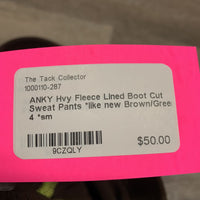 The Tack Collector
1000110-287
ANKY Hvy Fleece Lined Boot Cut
Sweat Pants *like new Brown/Gree
4 *sm
$50.00
9CZQLY